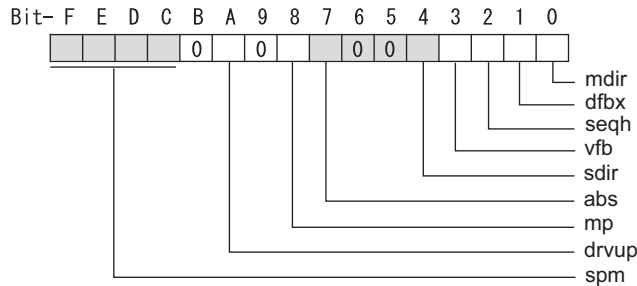 Bit- F E D C B A 9 8 7 6 5 4 3 2 1 0
0 0 0 0
mdir
dfbx
seqh
vfb
sdir
abs
mp
drvup
spm